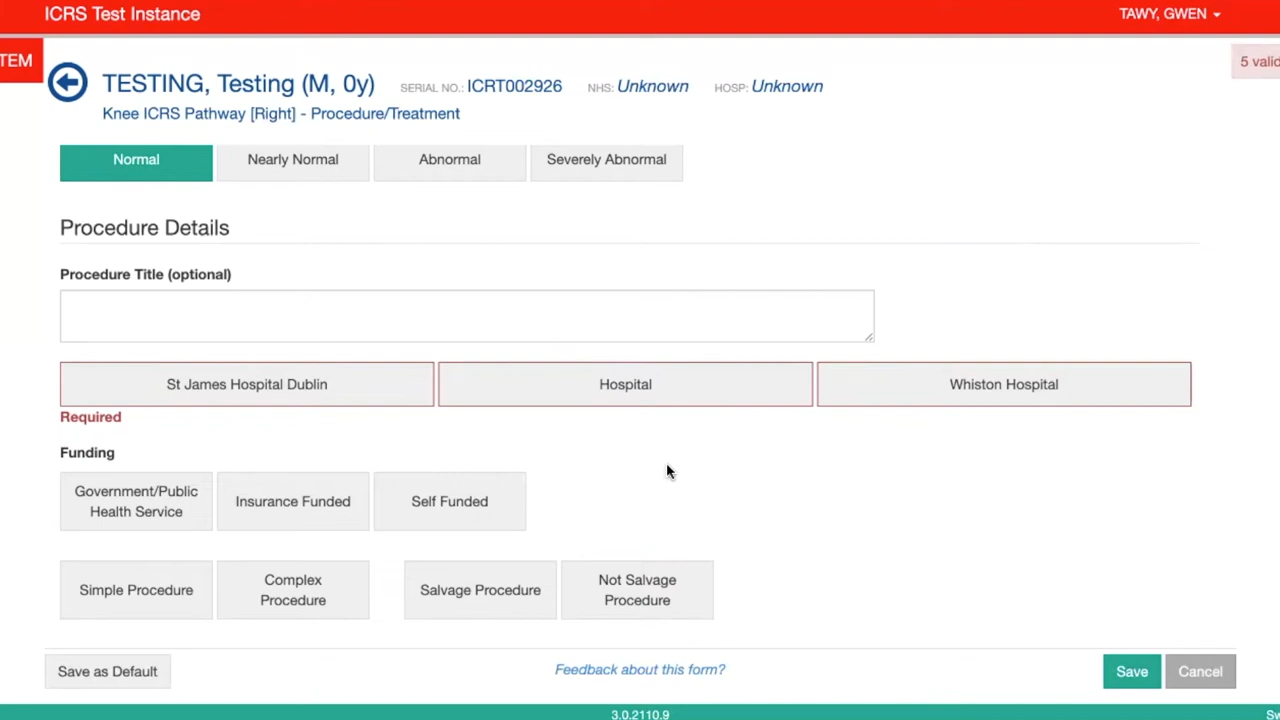 ICRS Test Instance
TAWY, GWEN
TEM
TESTING, Testing (M, 0y) SERIAL NO.: ICRT002926 NHS: Unknown HOSP: Unknown
5 valid
Knee ICRS Pathway [Right] - Procedure/Treatment
Normal
Nearly Normal
Abnormal
Severely Abnormal
Procedure Details
Procedure Title (optional)
St James Hospital Dublin
Hospital
Whiston Hospital
Required
Funding
Government/Public
Health Service
Insurance Funded
Self Funded
Simple Procedure
Complex
Procedure
Salvage Procedure
Not Salvage
Procedure
Save as Default
Feedback about this form?
Save
Cancel
3.0.2110.9